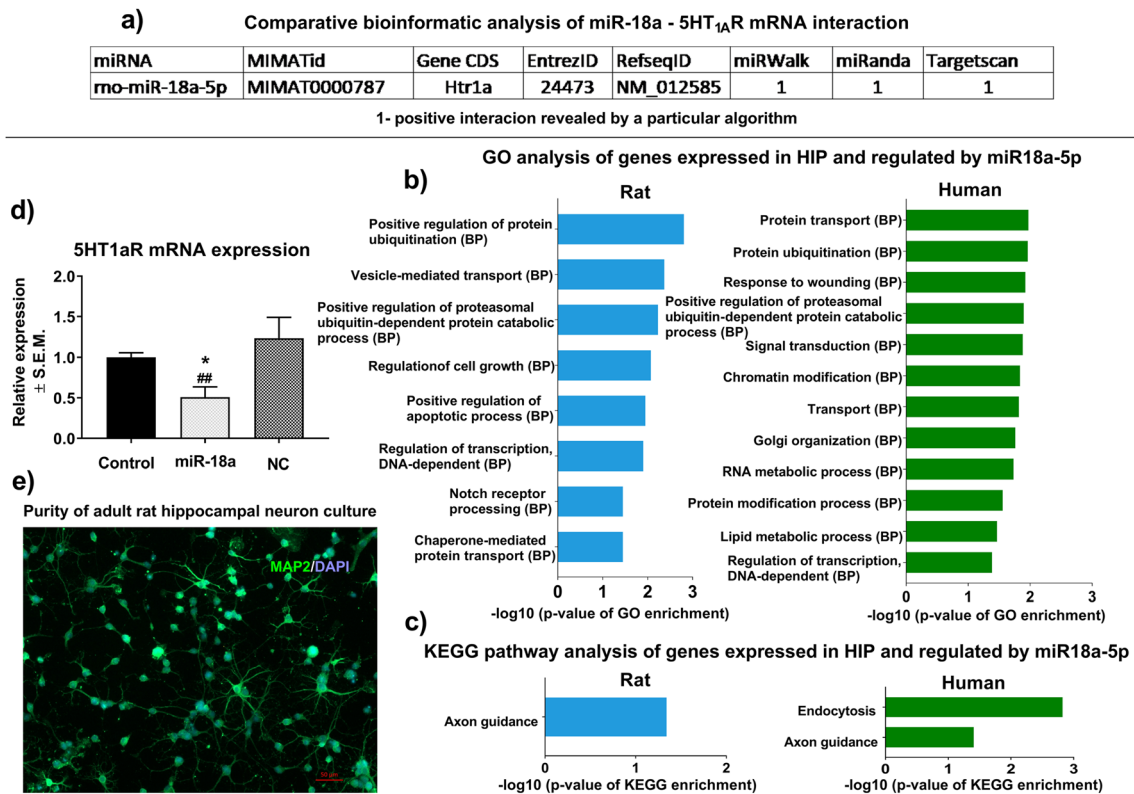 a)
Comparative bioinformatic analysis of miR-18a - 5HT1AR mRNA interaction
miRNA MIMATid Gene CDS EntrezID RefseqID miRWalk miRanda Targetscan
rno-miR-18a-5p MIMAT0000787 Htr1a 24473 NM_012585 1 1 1
1- positive interacion revealed by a particular algorithm
GO analysis of genes expressed in HIP and regulated by miR18a-5p
b)
Rat
Positive regulation of protein
ubiquitination (BP)
Vesicle-mediated transport (BP)
Positive regulation of proteasomal
ubiquitin-dependent protein catabolic
process (BP)
Regulationof cell growth (BP)
Positive regulation of
apoptotic process (BP)
Regulation of transcription,
DNA-dependent (BP)
Notch receptor
processing (BP)
Chaperone-mediated
protein transport (BP)
0 1 2 3
-log10 (p-value of GO enrichment)
Human
Protein transport (BP)
Protein ubiquitination (BP)
Response to wounding (BP)
Positive regulation of proteasomal
ubiquitin-dependent protein catabolic
process (BP)
Signal transduction (BP)
Chromatin modification (BP)
Transport (BP)
Golgi organization (BP)
RNA metabolic process (BP)
Protein modification process (BP)
Lipid metabolic process (BP)
Regulation of transcription,
DNA-dependent (BP)
0 1 2 3
-log10 (p-value of GO enrichment)
c)
KEGG pathway analysis of genes expressed in HIP and regulated by miR18a-5p
Rat
Axon guidance
0 1 2
-log10 (p-value of KEGG enrichment)
Human
Endocytosis
Axon guidance
0 1 2 3
-log10 (p-value of KEGG enrichment)
d)
5HT1aR mRNA expression
Relative expression
± S.E.M.
2.0
1.5
1.0
0.5
0.0
*
##
Control miR-18a NC
e)
Purity of adult rat hippocampal neuron culture
MAP2/DAPI
50 µm